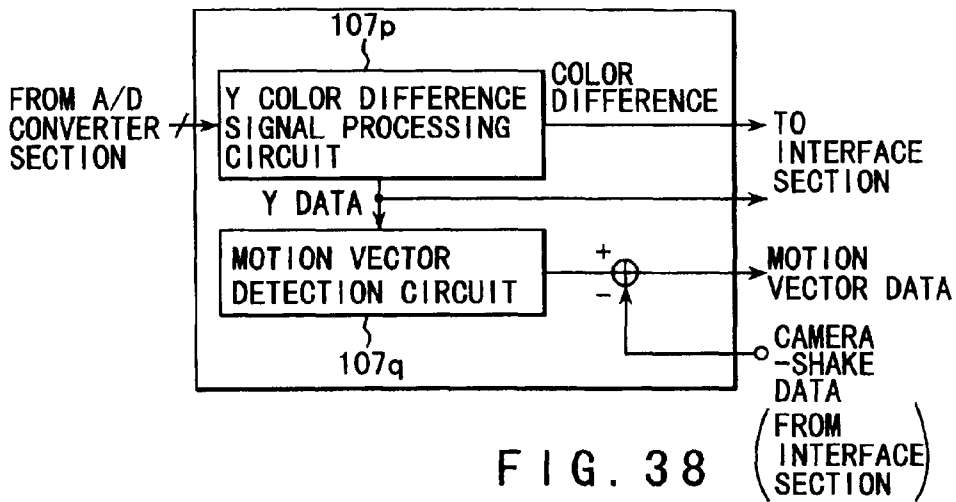 107p
FROM A/D
CONVERTER
SECTION
Y COLOR DIFFERENCE
SIGNAL PROCESSING
CIRCUIT
COLOR
DIFFERENCE
TO
INTERFACE
SECTION
Y DATA
MOTION VECTOR
DETECTION CIRCUIT
+
-
MOTION
VECTOR DATA
107q
CAMERA
-SHAKE
DATA
(FROM
INTERFACE
SECTION)
FIG. 38